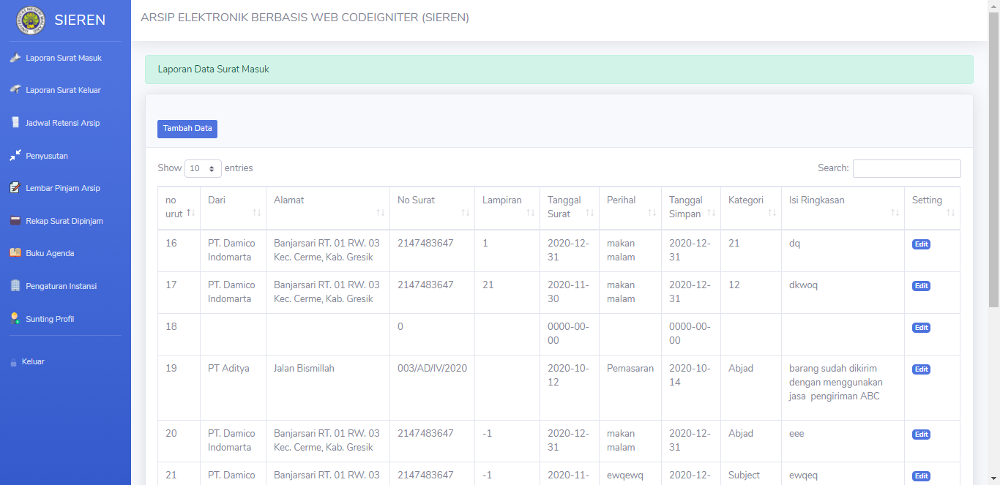 SIEREN
ARSIP ELEKTRONIK BERBASIS WEB CODEIGNITER (SIEREN)
Laporan Surat Masuk
Laporan Surat Keluar
Jadwal Retensi Arsip
Penyusutan
Lembar Pinjam Arsip
Rekap Surat Dipinjam
Buku Agenda
Pengaturan Instansi
Sunting Profil
Keluar
Laporan Data Surat Masuk
Tambah Data
Show 10 entries Search:
no urut Dari Alamat No Surat Lampiran Tanggal Surat Perihal Tanggal Simpan Kategori Isi Ringkasan Setting
16 PT. Damico Indomarta Banjarsari RT. 01 RW. 03 Kec. Cerme, Kab. Gresik 2147483647 1 2020-12-31 makan malam 2020-12-31 21 dq Edit
17 PT. Damico Indomarta Banjarsari RT. 01 RW. 03 Kec. Cerme, Kab. Gresik 2147483647 21 2020-11-30 makan malam 2020-12-31 12 dkwoq Edit
18 0 0000-00-00 0000-00-00 Edit
19 PT Aditya Jalan Bismillah 003/AD/IV/2020 2020-10-12 Pemasaran 2020-10-14 Abjad barang sudah dikirim dengan menggunakan jasa pengiriman ABC Edit
20 PT. Damico Indomarta Banjarsari RT. 01 RW. 03 Kec. Cerme, Kab. Gresik 2147483647 -1 2020-12-31 makan malam 2020-12-31 Abjad eee Edit
21 PT. Damico Banjarsari RT. 01 RW. 03 2147483647 -1 2020-11- ewqewq 2020-12- Subject ewqeq Edit